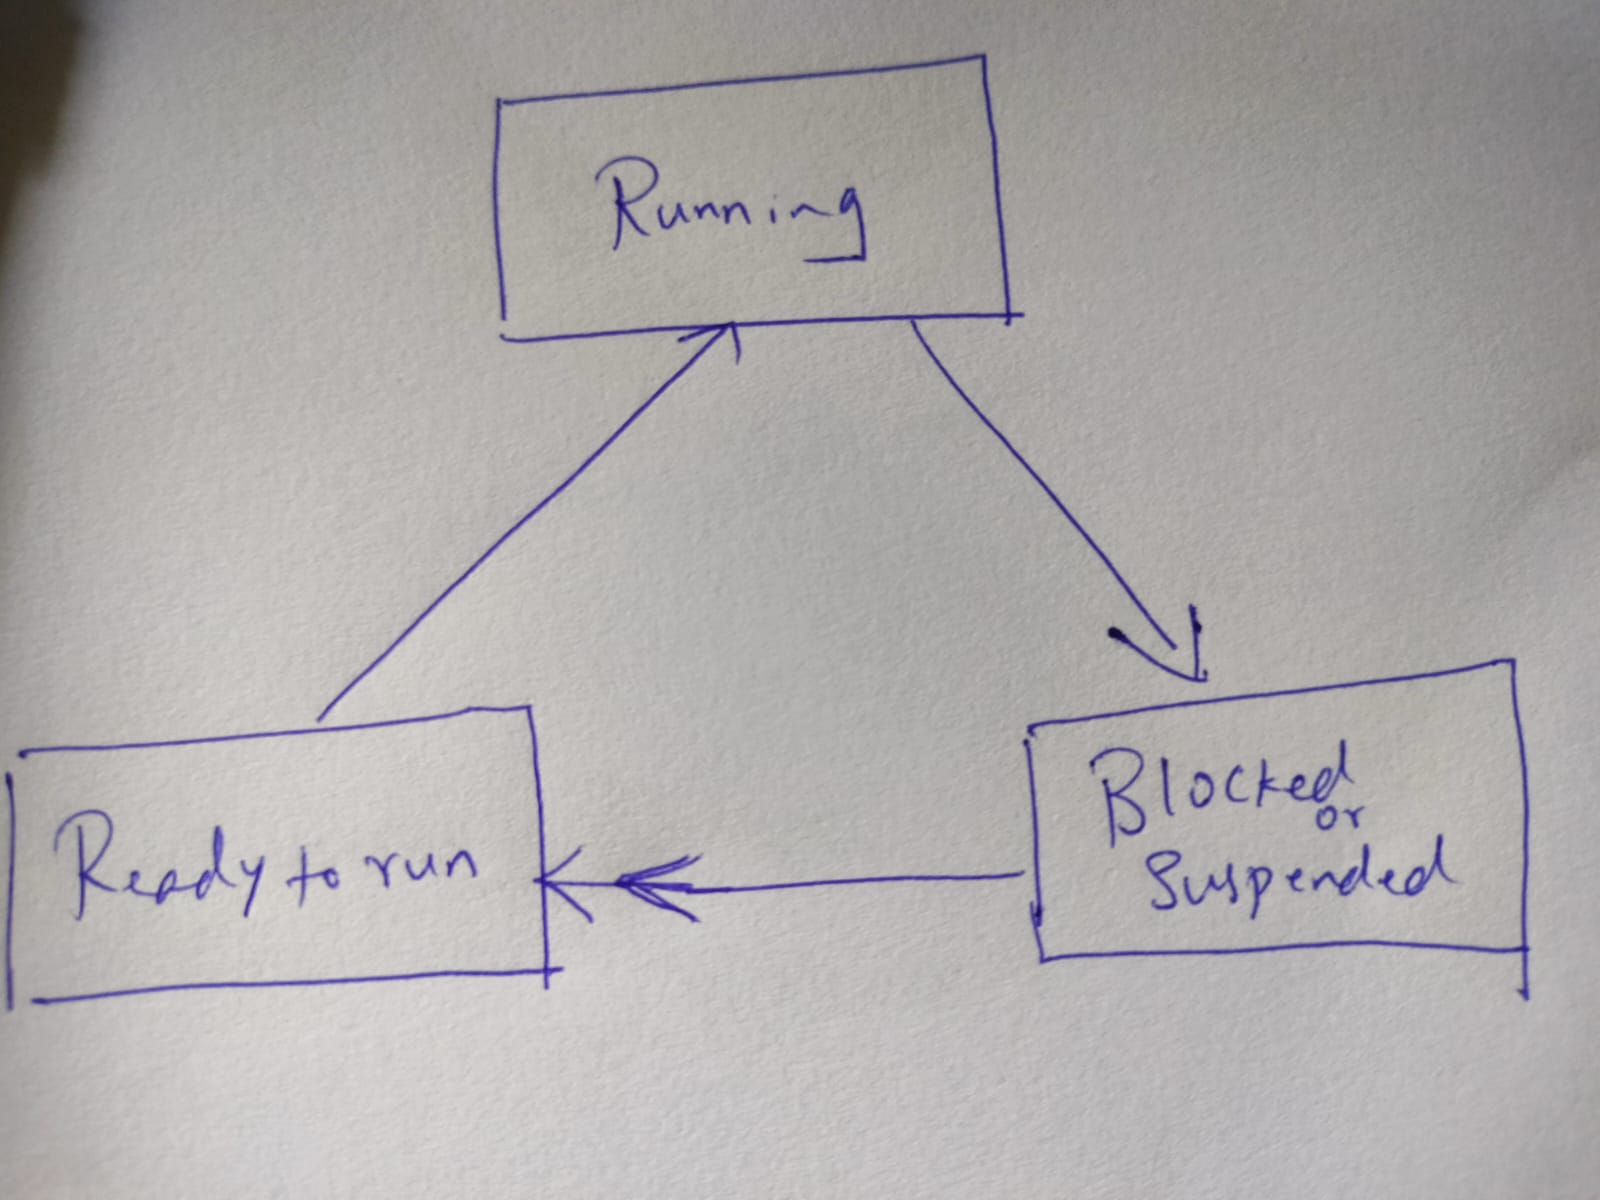 Running
Ready to run
Blocked
or
Suspended